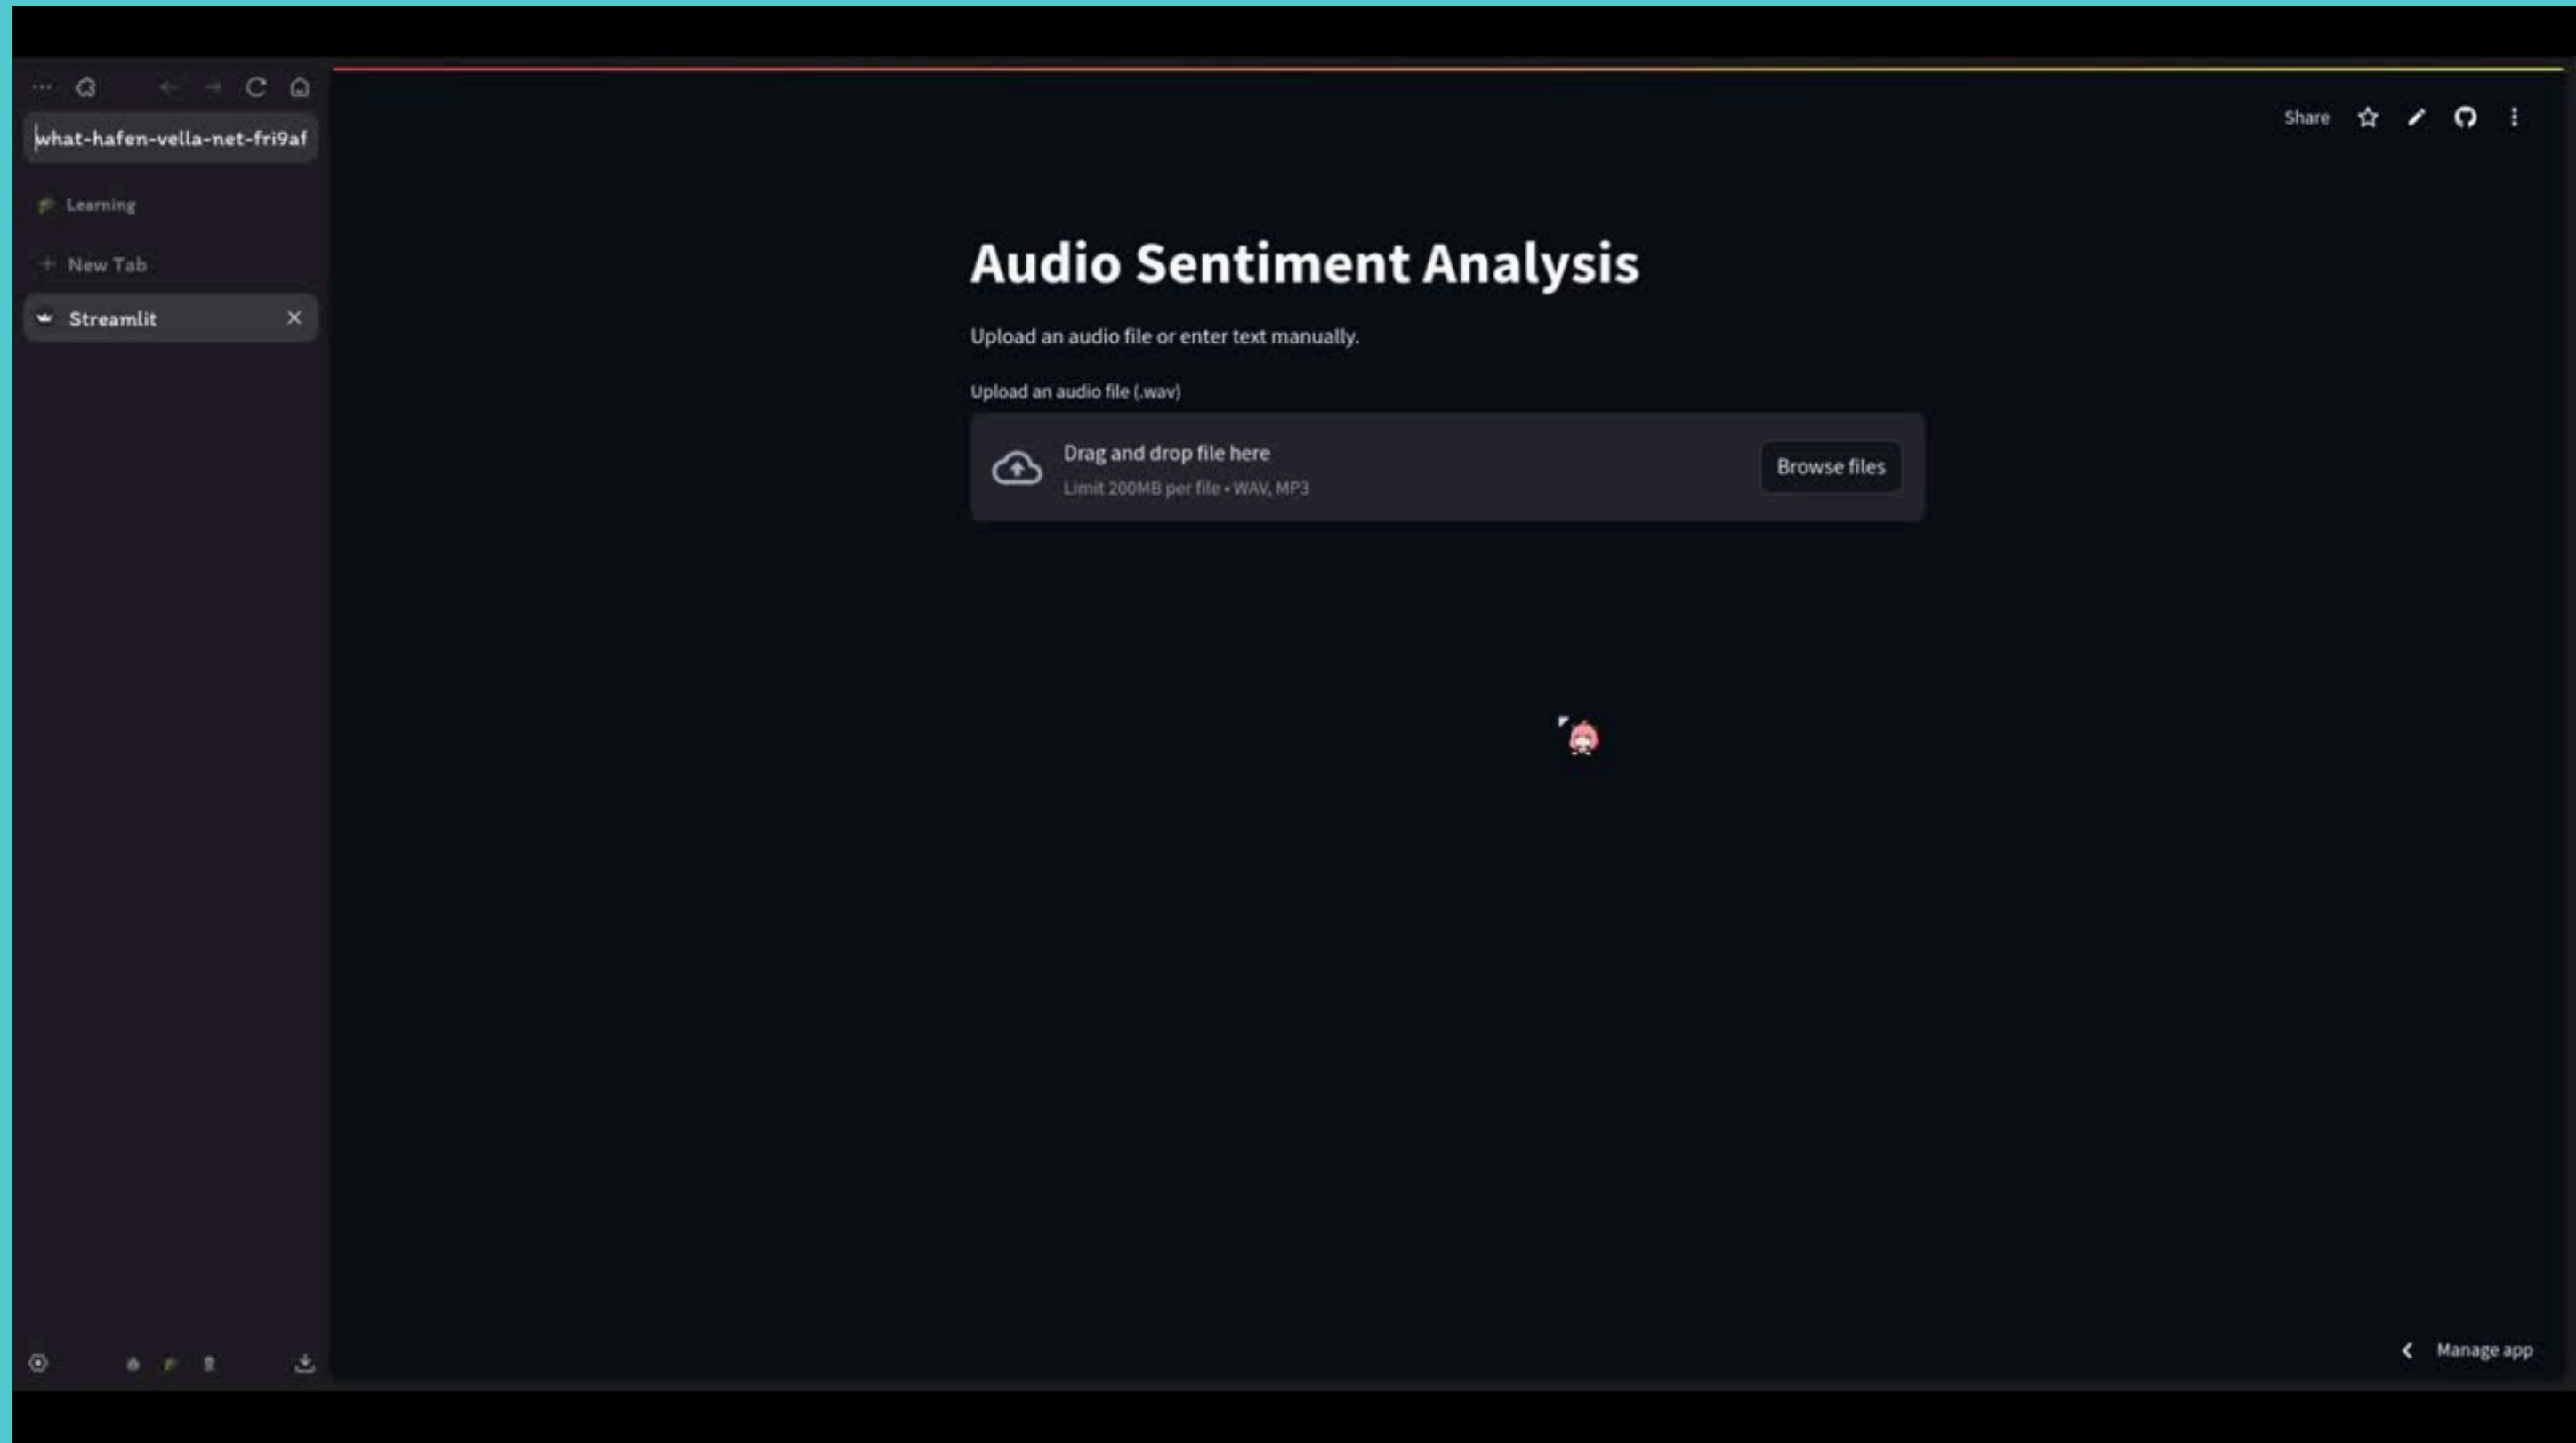 what-hafen-vella-net-fri9af
Learning
New Tab
Streamlit
Share
Audio Sentiment Analysis
Upload an audio file or enter text manually.
Upload an audio file (.wav)
Drag and drop file here
Limit 200MB per file • WAV, MP3
Browse files
Manage app